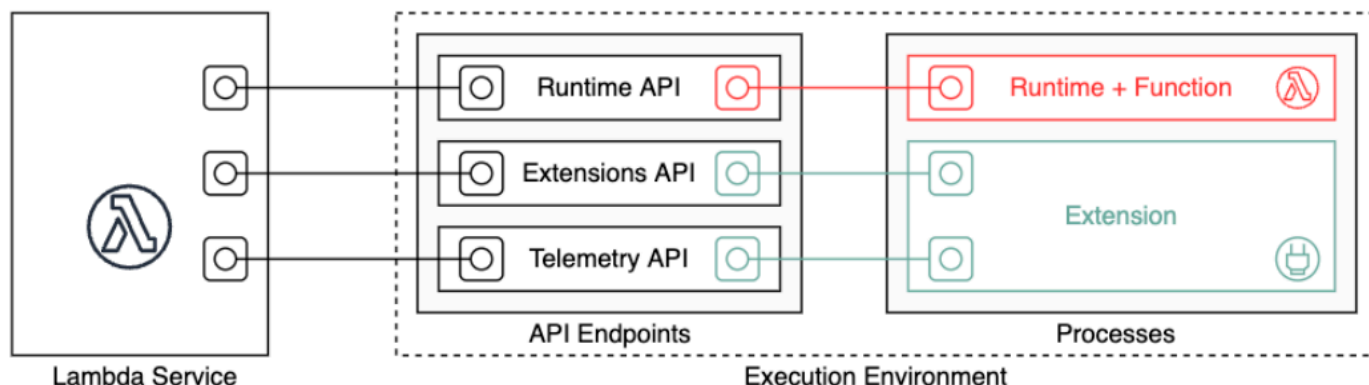 Runtime API
Runtime + Function
Extensions API
Extension
Telemetry API
API Endpoints
Processes
Lambda Service
Execution Environment